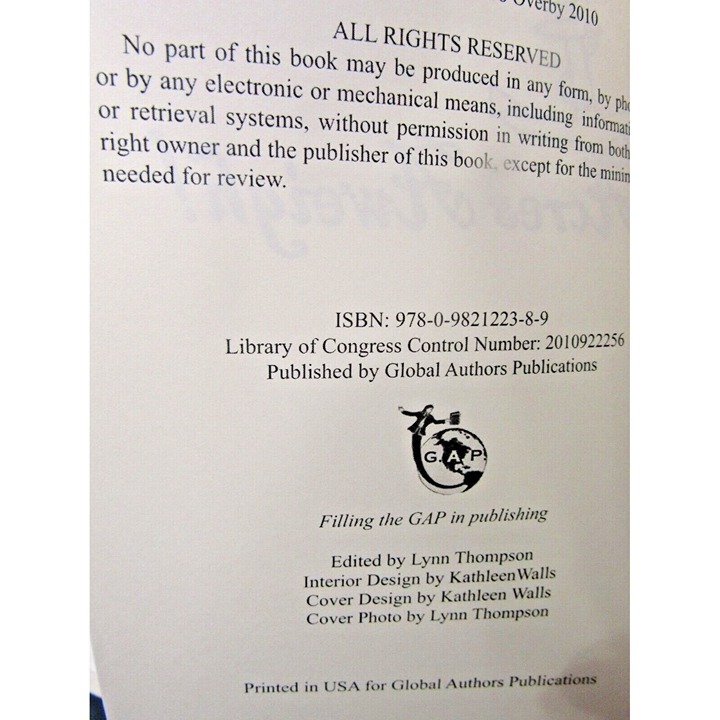 Overby 2010
ALL RIGHTS RESERVED
No part of this book may be produced in any form, by
or by any electronic or mechanical means, including
or retrieval systems, without permission in writing from both
right owner and the publisher of this book, except for the
needed for review.
ISBN: 978-0-9821223-8-9
Library of Congress Control Number: 2010922256
Published by Global Authors Publications
G.A.P.
Filling the GAP in publishing
Edited by Lynn Thompson
Interior Design by KathleenWalls
Cover Design by Kathleen Walls
Cover Photo by Lynn Thompson
Printed in USA for Global Authors Publications